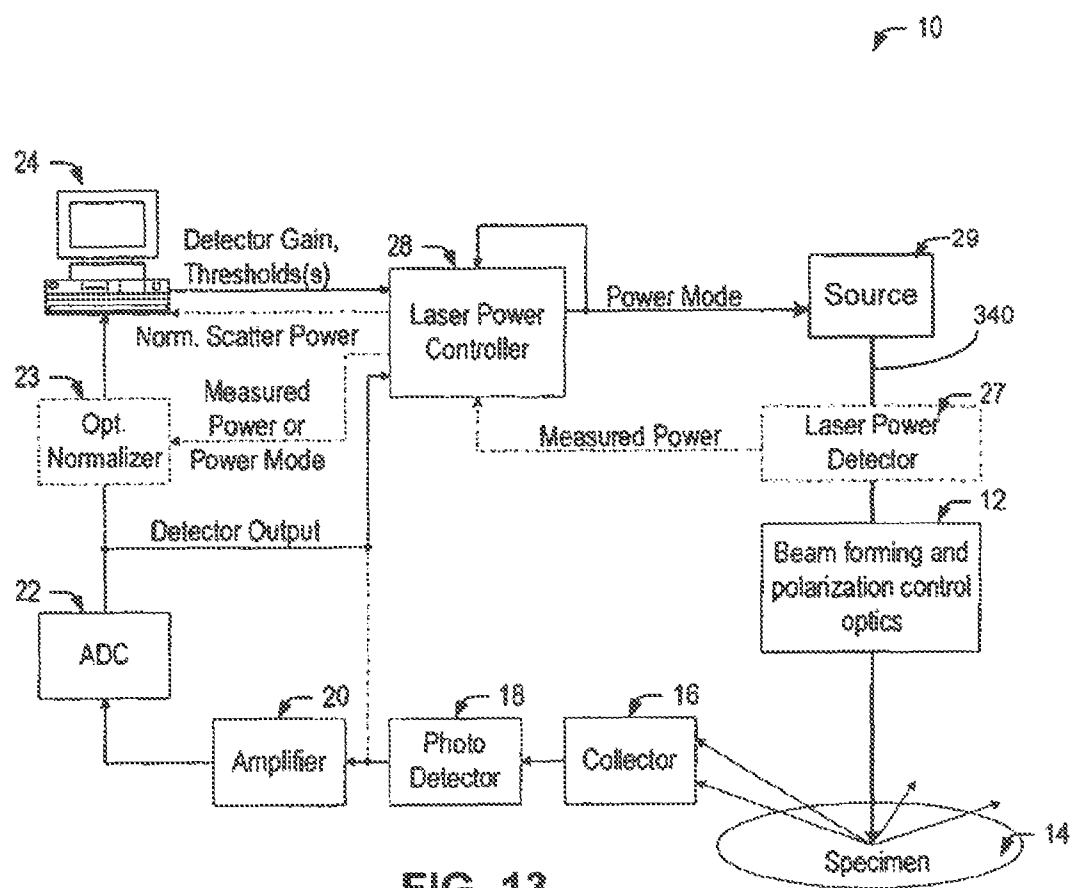 10
24
Detector Gain,
Thresholds(s)
28
29
Laser Power
Controller
Power Mode
Source
340
Norm. Scatter Power
23
Opt.
Normalizer
Measured
Power or
Power Mode
Measured Power
27
Laser Power
Detector
12
Beam forming and
polarization control
optics
Detector Output
22
ADC
20
Amplifier
18
Photo
Detector
16
Collector
14
Specimen
FIG. 13